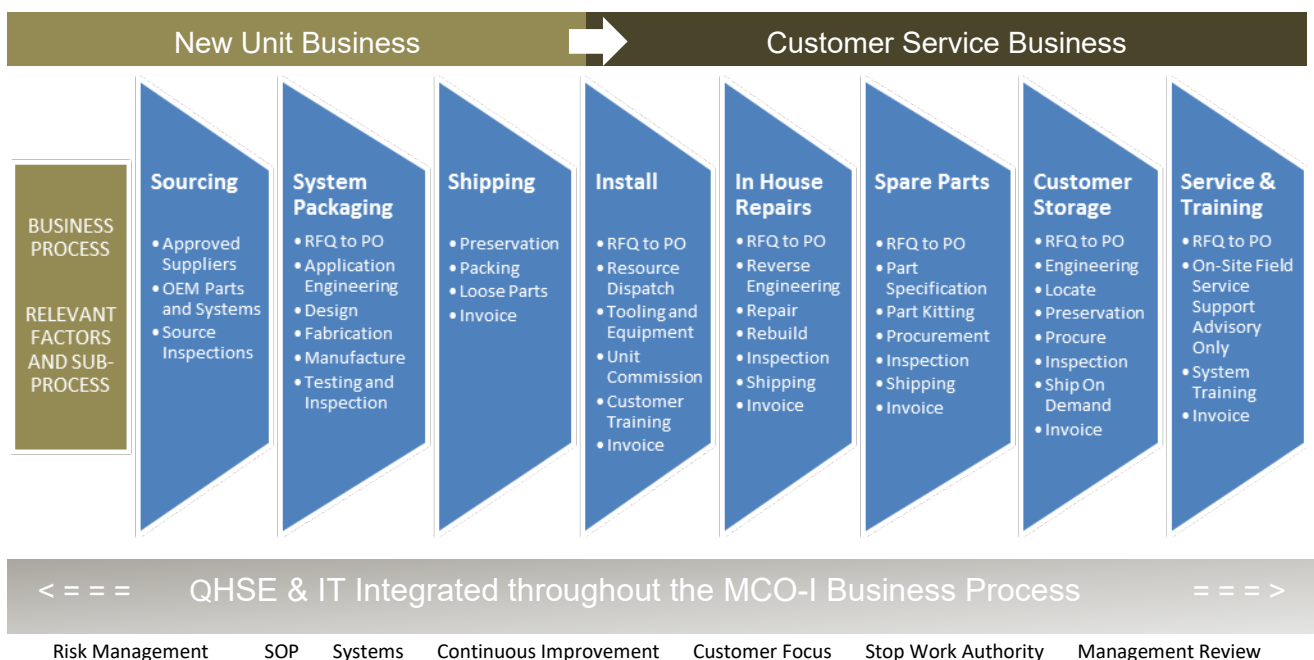 New Unit Business
Customer Service Business
BUSINESS
PROCESS
RELEVANT
FACTORS
AND SUB-
PROCESS
Sourcing
• Approved
Suppliers
• OEM Parts
and Systems
• Source
Inspections
System
Packaging
• RFQ to PO
• Application
Engineering
• Design
• Fabrication
• Manufacture
• Testing and
Inspection
Shipping
• Preservation
• Packing
• Loose Parts
• Invoice
Install
• RFQ to PO
• Resource
Dispatch
• Tooling and
Equipment
• Unit
Commission
• Customer
Training
• Invoice
In House
Repairs
• RFQ to PO
• Reverse
Engineering
• Repair
• Rebuild
• Inspection
• Shipping
• Invoice
Spare Parts
• RFQ to PO
• Part
Specification
• Part Kitting
• Procurement
• Inspection
• Shipping
• Invoice
Customer
Storage
• RFQ to PO
• Engineering
• Locate
• Preservation
• Procure
• Inspection
• Ship On
Demand
• Invoice
Service &
Training
• RFQ to PO
• On-Site Field
Service
Support
Advisory
Only
• System
Training
• Invoice
< = = = QHSE & IT Integrated throughout the MCO-I Business Process = = = >
Risk Management SOP Systems Continuous Improvement Customer Focus Stop Work Authority Management Review